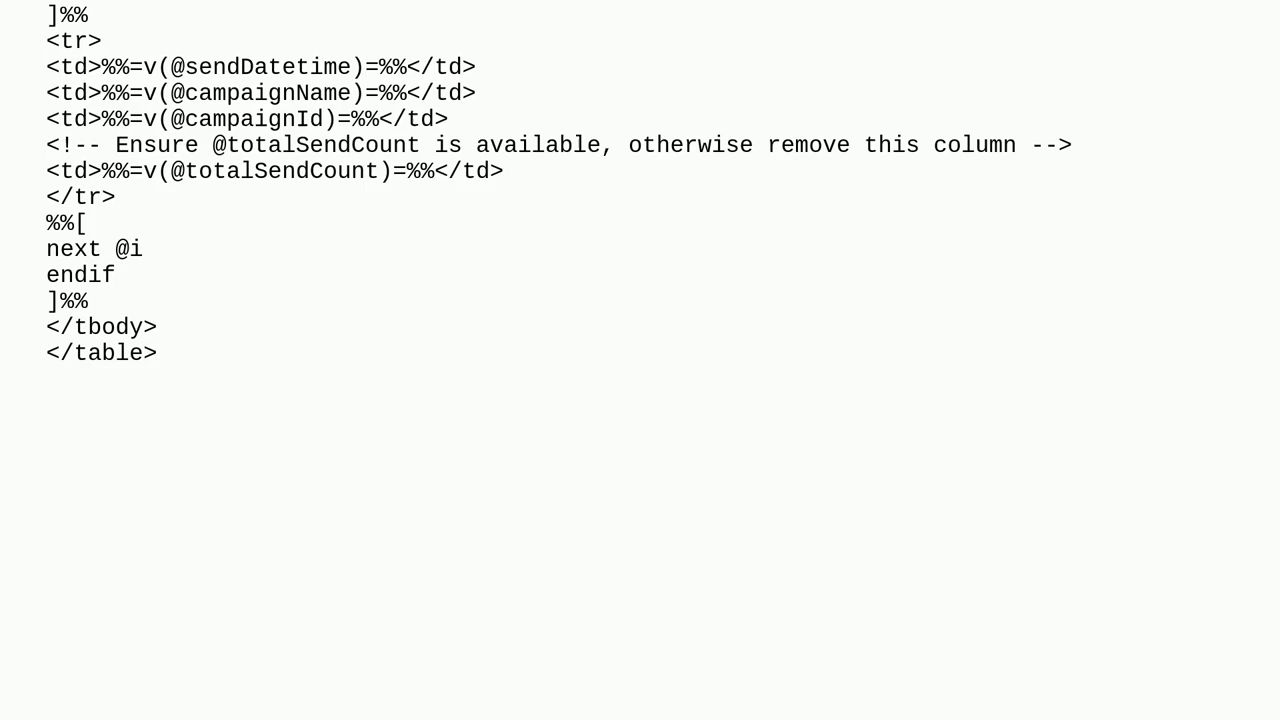 ]%%
<tr>
<td>%%=v(@sendDatetime)=%%</td>
<td>%%=v(@campaignName)=%%</td>
<td>%%=v(@campaignId)=%%</td>
<!-- Ensure @totalSendCount is available, otherwise remove this column -->
<td>%%=v(@totalSendCount)=%%</td>
</tr>
%%[
next @i
endif
]%%
</tbody>
</table>